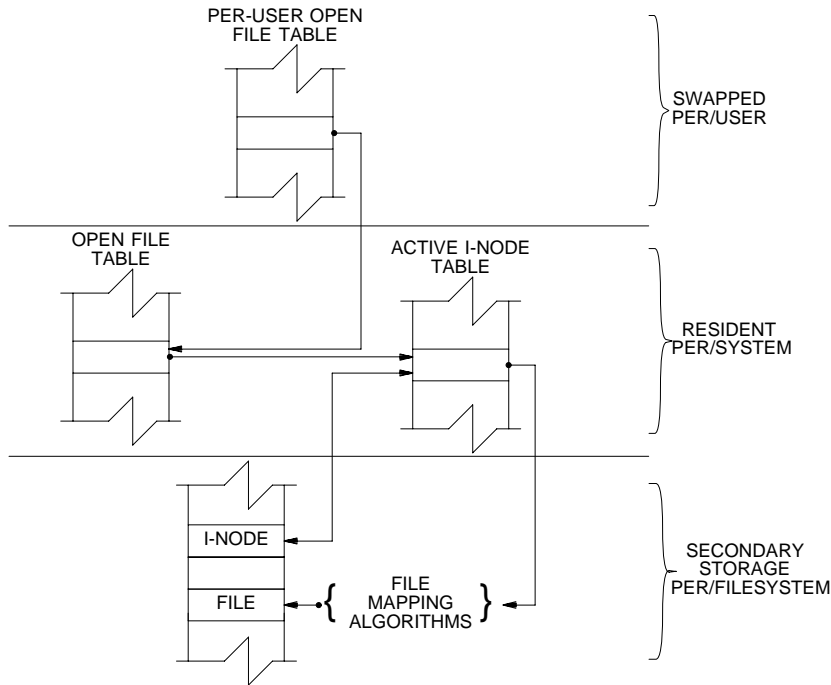 PER-USER OPEN
FILE TABLE
SWAPPED
PER/USER
OPEN FILE
TABLE
ACTIVE I-NODE
TABLE
RESIDENT
PER/SYSTEM
I-NODE
FILE
FILE
MAPPING
ALGORITHMS
SECONDARY
STORAGE
PER/FILESYSTEM